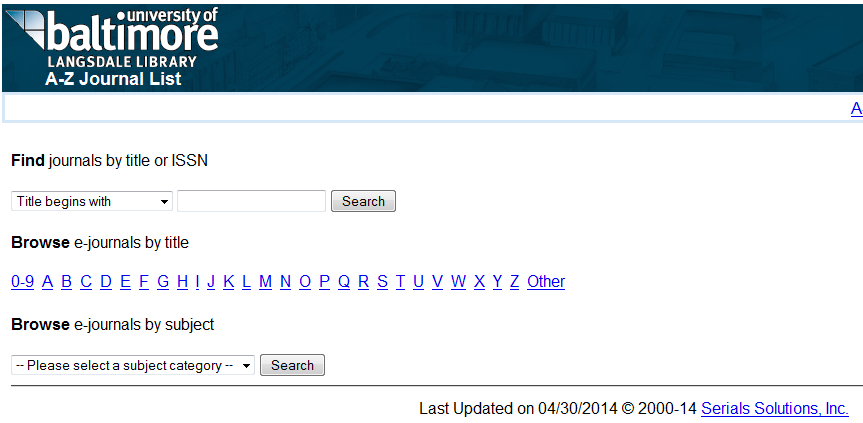 university of
baltimore
LANGSDALE LIBRARY
A-Z Journal List
A
Find journals by title or ISSN
Title begins with Search
Browse e-journals by title
0-9 A B C D E F G H I J K L M N O P Q R S T U V W X Y Z Other
Browse e-journals by subject
-- Please select a subject category -- Search
Last Updated on 04/30/2014 © 2000-14 Serials Solutions, Inc.